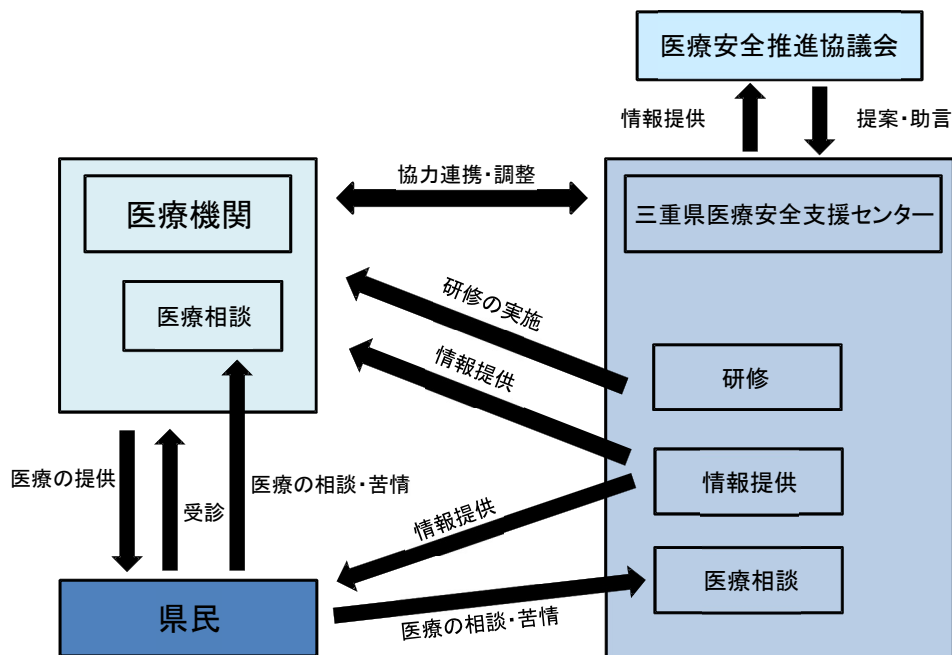 医療安全推進協議会
情報提供
提案・助言
協力連携・調整
医療機関
三重県医療安全支援センター
医療相談
研修の実施
情報提供
研修
医療の提供
受診
医療の相談・苦情
情報提供
情報提供
医療相談
県民
医療の相談・苦情